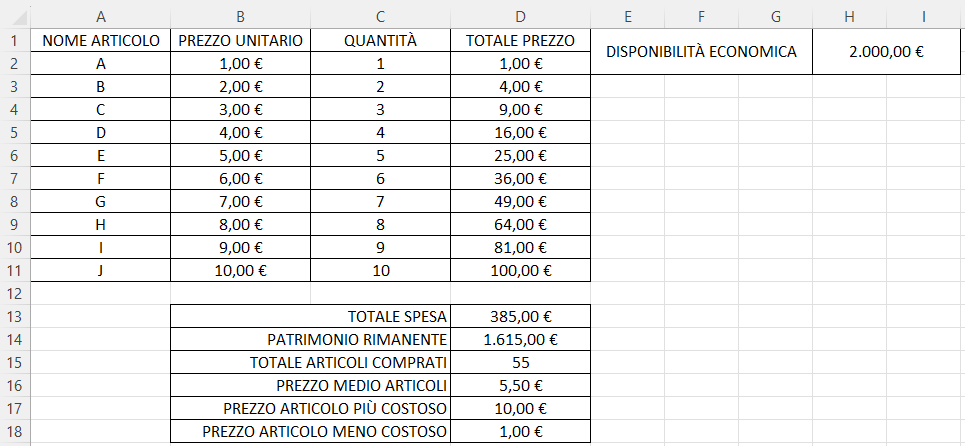 A B C D E F G H I
1 NOME ARTICOLO PREZZO UNITARIO QUANTITÀ TOTALE PREZZO DISPONIBILITÀ ECONOMICA 2.000,00 €
2 A 1,00 € 1 1,00 €
3 B 2,00 € 2 4,00 €
4 C 3,00 € 3 9,00 €
5 D 4,00 € 4 16,00 €
6 E 5,00 € 5 25,00 €
7 F 6,00 € 6 36,00 €
8 G 7,00 € 7 49,00 €
9 H 8,00 € 8 64,00 €
10 I 9,00 € 9 81,00 €
11 J 10,00 € 10 100,00 €
12
13 TOTALE SPESA 385,00 €
14 PATRIMONIO RIMANENTE 1.615,00 €
15 TOTALE ARTICOLI COMPRATI 55
16 PREZZO MEDIO ARTICOLI 5,50 €
17 PREZZO ARTICOLO PIÙ COSTOSO 10,00 €
18 PREZZO ARTICOLO MENO COSTOSO 1,00 €